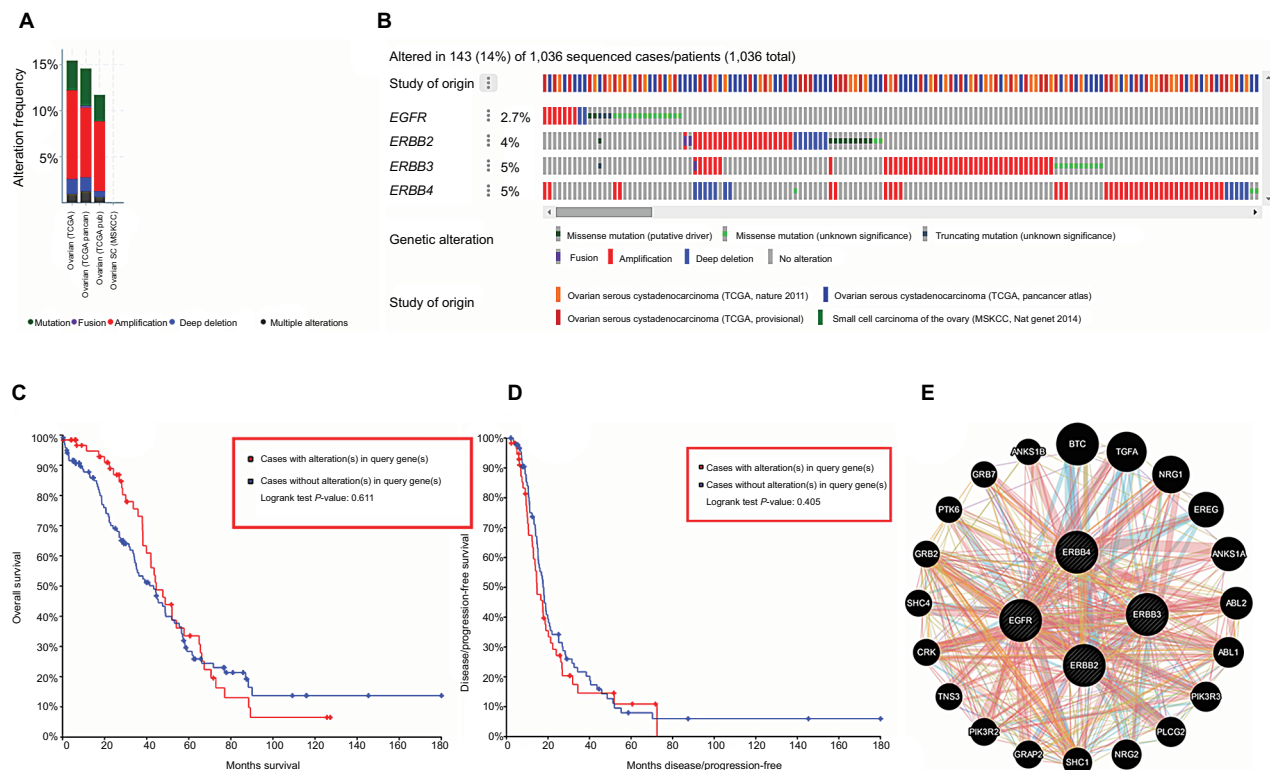 A
Alteration frequency
15%
10%
5%
Ovarian (TCGA)
Ovarian (TCGA pancan)
Ovarian (TCGA pub)
Ovarian SC (MSKCC)
Mutation Fusion Amplification Deep deletion Multiple alterations
B
Altered in 143 (14%) of 1,036 sequenced cases/patients (1,036 total)
Study of origin
EGFR 2.7%
ERBB2 4%
ERBB3 5%
ERBB4 5%
Genetic alteration
Missense mutation (putative driver) Missense mutation (unknown significance) Truncating mutation (unknown significance)
Fusion Amplification Deep deletion No alteration
Study of origin
Ovarian serous cystadenocarcinoma (TCGA, nature 2011) Ovarian serous cystadenocarcinoma (TCGA, pancancer atlas)
Ovarian serous cystadenocarcinoma (TCGA, provisional) Small cell carcinoma of the ovary (MSKCC, Nat genet 2014)
C
Overall survival
100%
90%
80%
70%
60%
50%
40%
30%
20%
10%
0%
0 20 40 60 80 100 120 140 160 180
Months survival
Cases with alteration(s) in query gene(s)
Cases without alteration(s) in query gene(s)
Logrank test P-value: 0.611
D
Disease/progression-free survival
100%
90%
80%
70%
60%
50%
40%
30%
20%
10%
0%
0 20 40 60 80 100 120 140 160 180
Months disease/progression-free
Cases with alteration(s) in query gene(s)
Cases without alteration(s) in query gene(s)
Logrank test P-value: 0.405
E
BTC
TGFA
NRG1
EREG
ANKS1A
ABL2
ABL1
PIK3R3
PLCG2
NRG2
SHC1
GRAP2
PIK3R2
TNS3
CRK
SHC4
GRB2
PTK6
GRB7
ANKS1B
ERBB4
ERBB3
EGFR
ERBB2